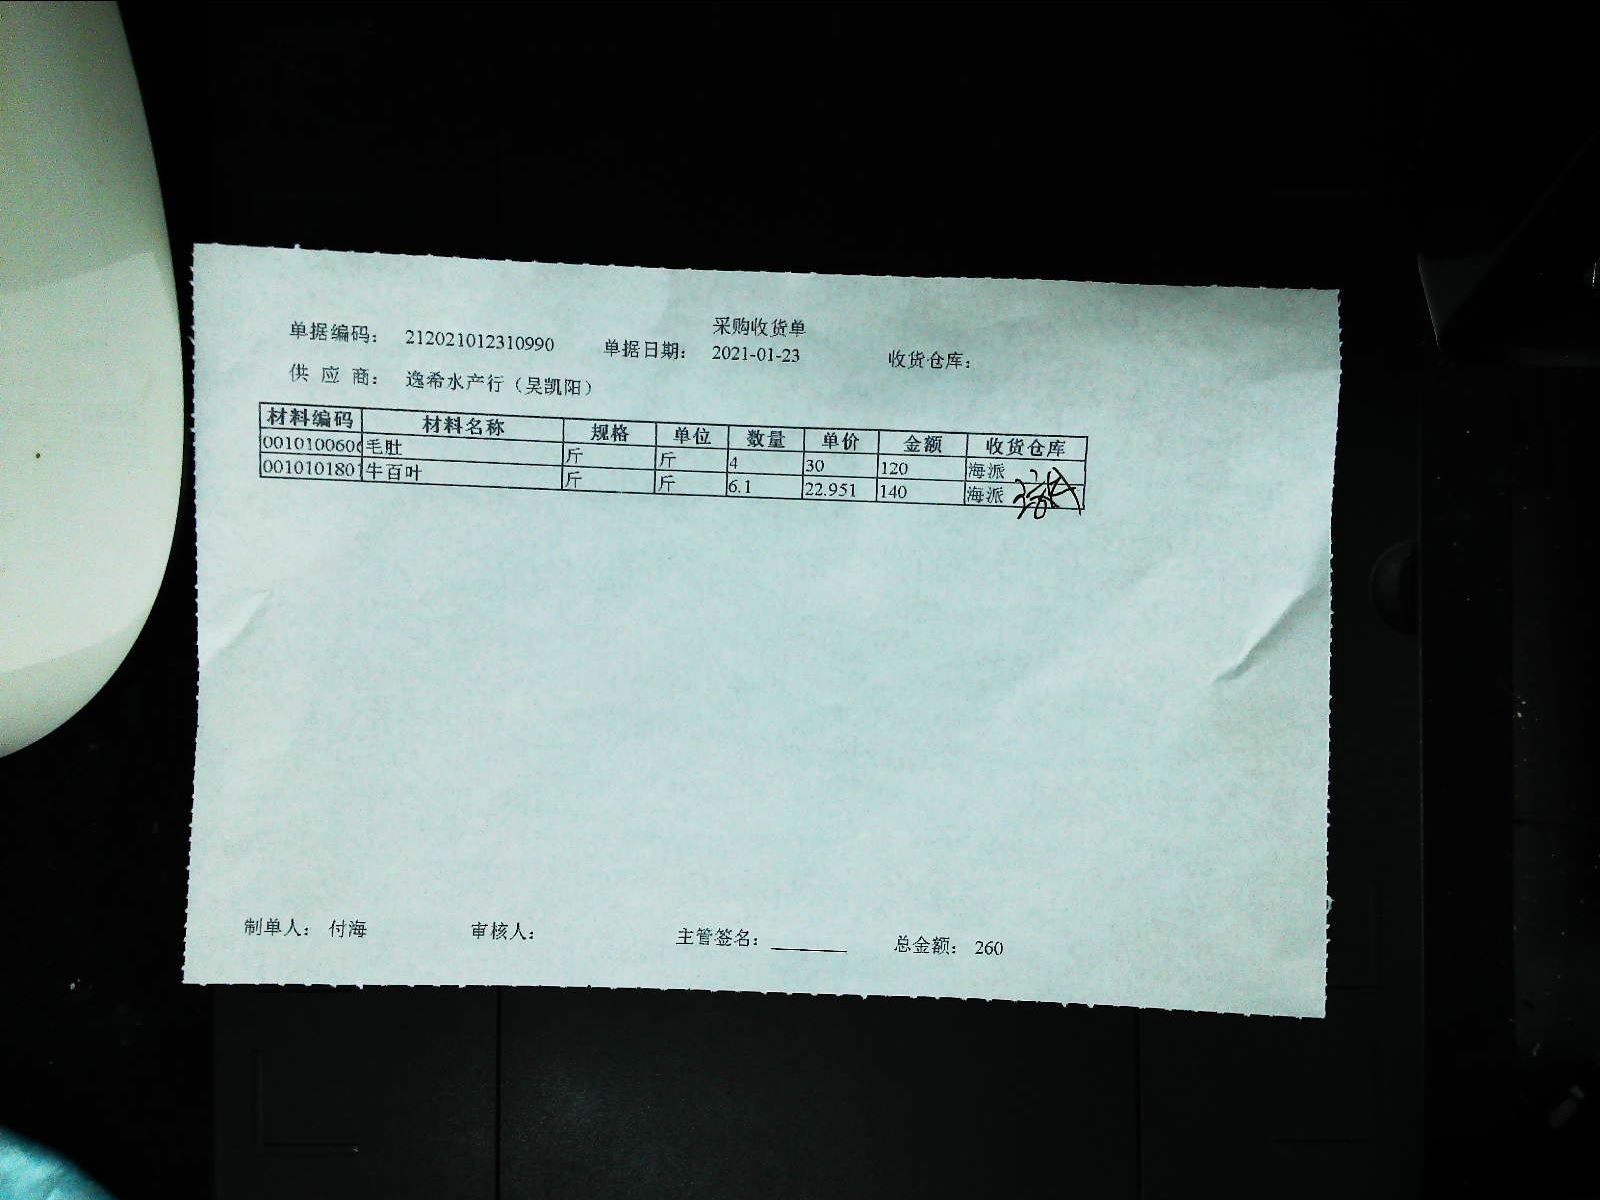 采购收货单
单据编码： 212021012310990 单据日期： 2021-01-23 收货仓库：
供 应 商： 逸希水产行（吴凯阳）
材料编码 材料名称 规格 单位 数量 单价 金额 收货仓库
0010100606 毛肚 斤 斤 4 30 120 海派
001010180 牛百叶 斤 斤 6.1 22.951 140 海派
制单人： 付海 审核人： 主管签名： 总金额： 260